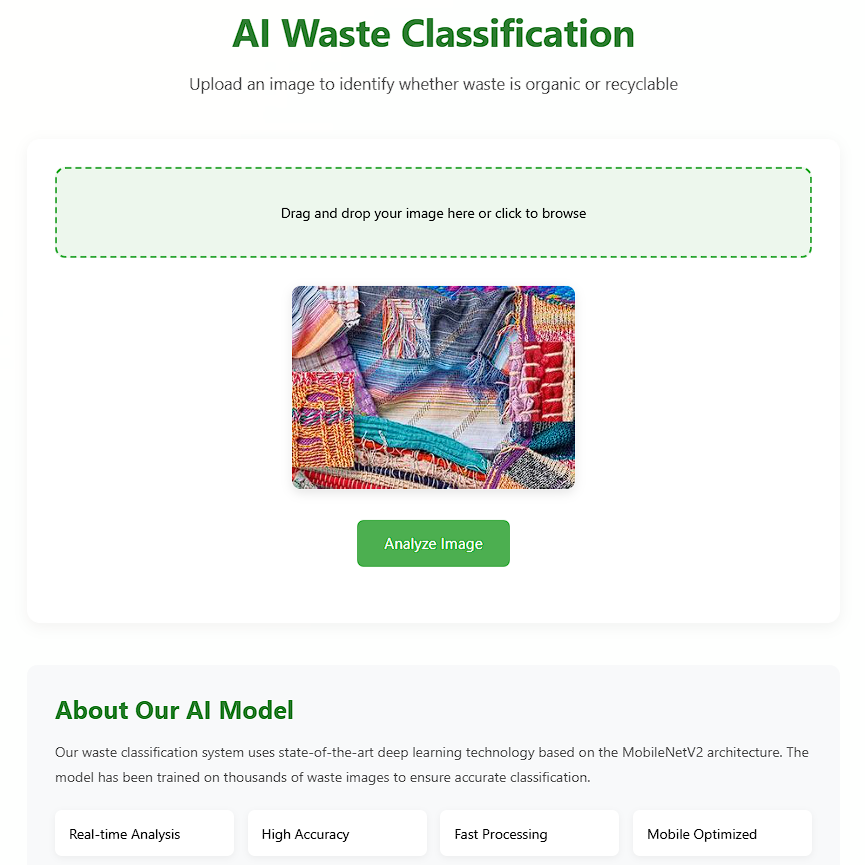 AI Waste Classification
Upload an image to identify whether waste is organic or recyclable
Drag and drop your image here or click to browse
Analyze Image
About Our AI Model
Our waste classification system uses state-of-the-art deep learning technology based on the MobileNetV2 architecture. The
model has been trained on thousands of waste images to ensure accurate classification.
Real-time Analysis
High Accuracy
Fast Processing
Mobile Optimized